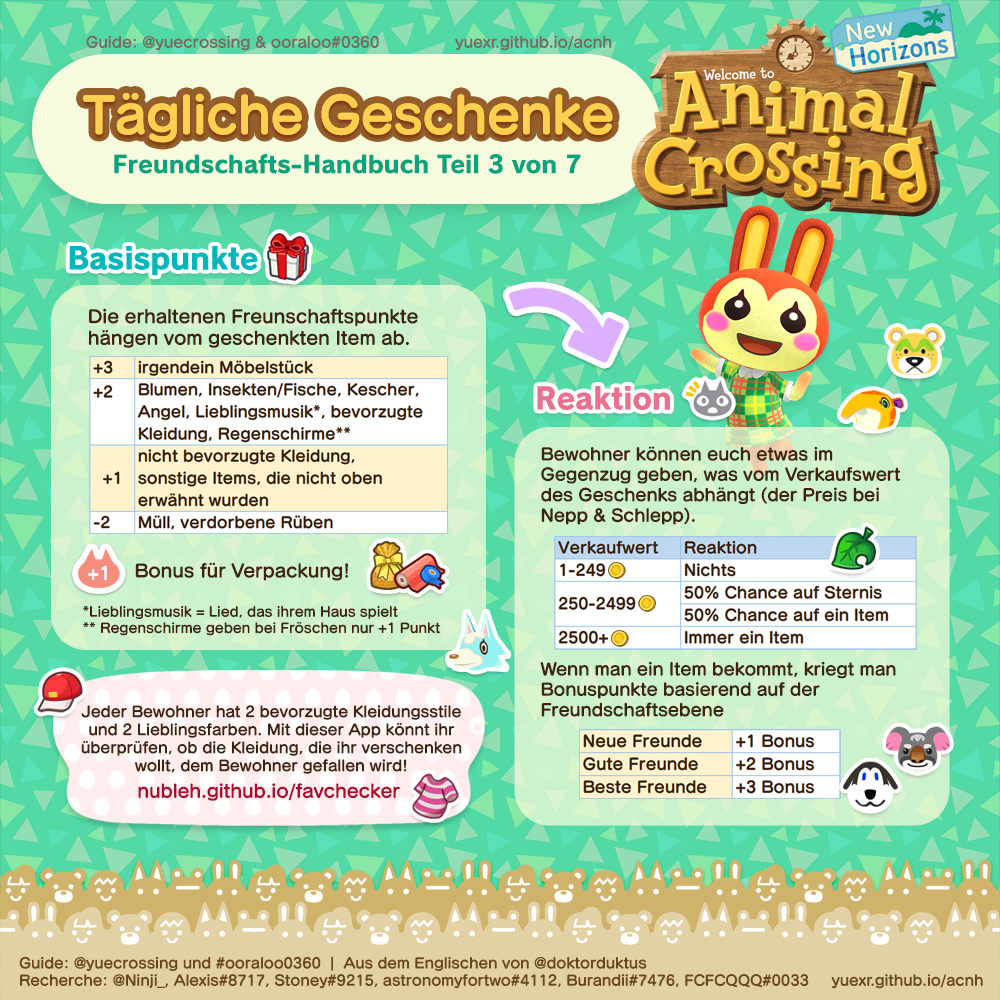 Guide: @yuecrossing & ooraloo#0360
yuexr.github.io/acnh
New
Horizons
Welcome to
Animal
Crossing
Tägliche Geschenke
Freundschafts-Handbuch Teil 3 von 7
Basispunkte
Die erhaltenen Freunschaftspunkte
hängen vom geschenkten Item ab.
+3 irgendein Möbelstück
+2 Blumen, Insekten/Fische, Kescher,
Angel, Lieblingsmusik*, bevorzugte
Kleidung, Regenschirme**
nicht bevorzugte Kleidung,
+1 sonstige Items, die nicht oben
erwähnt wurden
-2 Müll, verdorbene Rüben
+1 Bonus für Verpackung!
*Lieblingsmusik = Lied, das ihrem Haus spielt
** Regenschirme geben bei Fröschen nur +1 Punkt
Jeder Bewohner hat 2 bevorzugte Kleidungsstile
und 2 Lieblingsfarben. Mit dieser App könnt ihr
überprüfen, ob die Kleidung, die ihr verschenken
wollt, dem Bewohner gefallen wird!
nubleh.github.io/favchecker
Reaktion
Bewohner können euch etwas im
Gegenzug geben, was vom Verkaufswert
des Geschenks abhängt (der Preis bei
Nepp & Schlepp).
Verkaufwert Reaktion
1-249 Nichts
250-2499 50% Chance auf Sternis
50% Chance auf ein Item
2500+ Immer ein Item
Wenn man ein Item bekommt, kriegt man
Bonuspunkte basierend auf der
Freundschaftsebene
Neue Freunde +1 Bonus
Gute Freunde +2 Bonus
Beste Freunde +3 Bonus
Guide: @yuecrossing und #ooraloo0360 | Aus dem Englischen von @doktorduktus
Recherche: @Ninji_, Alexis#8717, Stoney#9215, astronomyfortwo#4112, Burandii#7476, FCFCQQQ#0033 yuexr.github.io/acnh